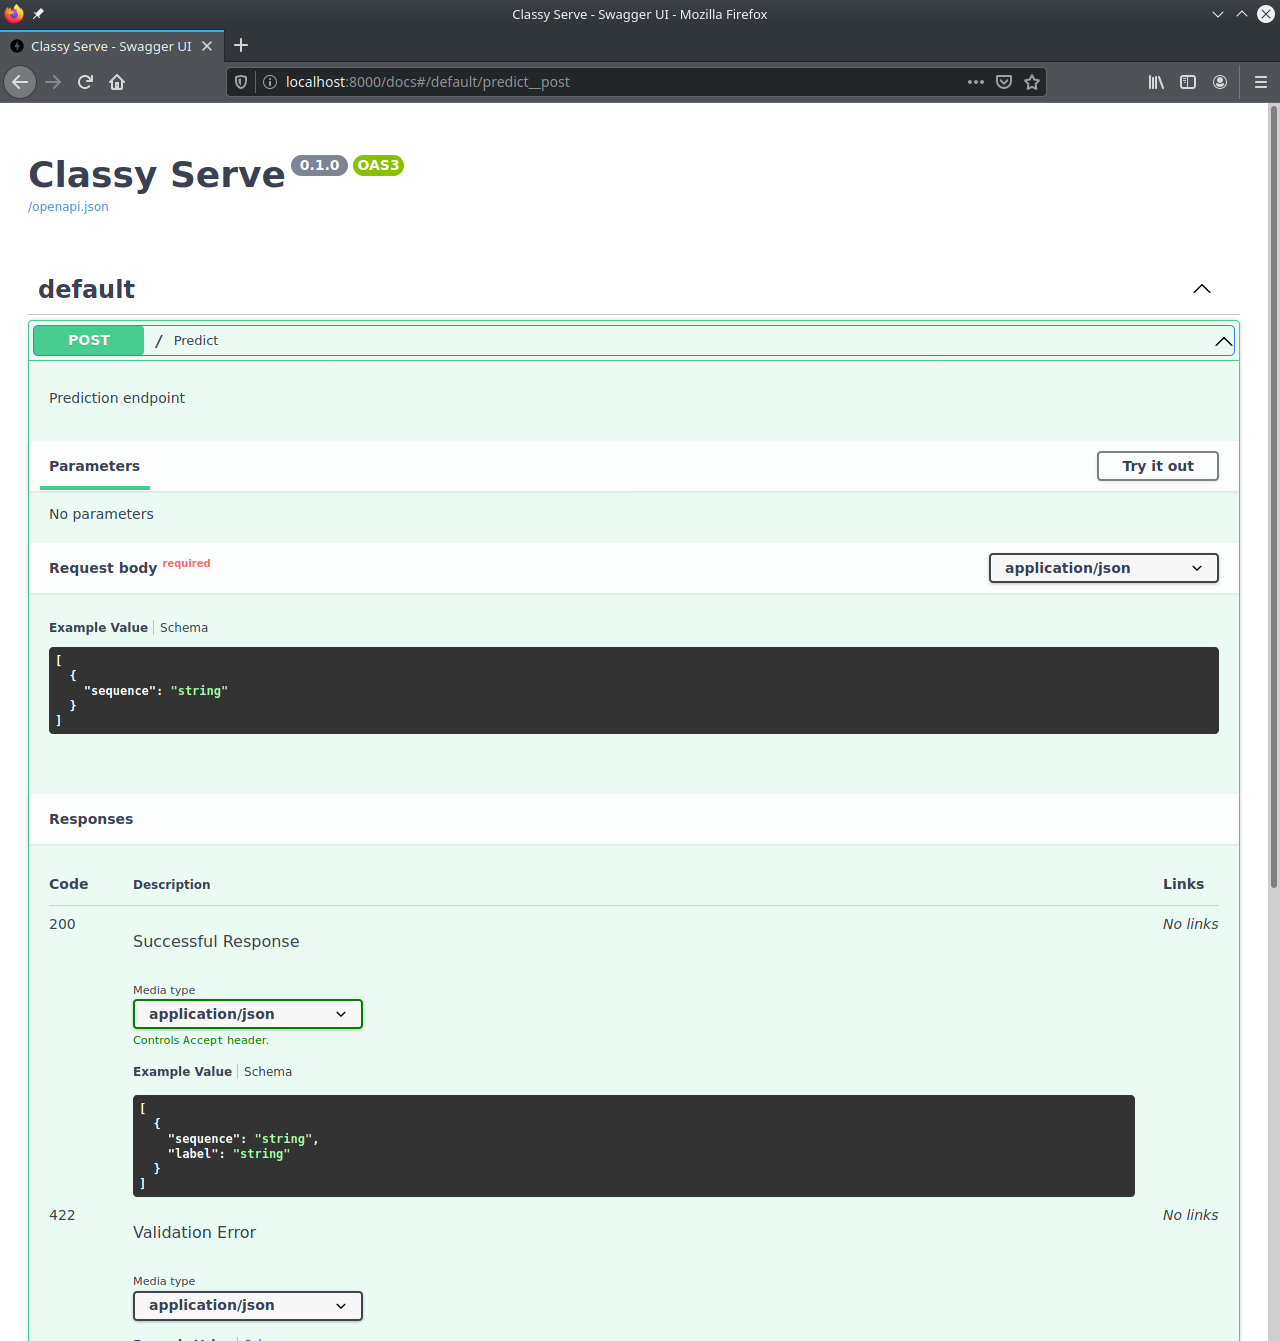 Classy Serve - Swagger UI - Mozilla Firefox
Classy Serve - Swagger UI
localhost:8000/docs#/default/predict__post
Classy Serve 0.1.0 OAS3
/openapi.json
default
POST / Predict
Prediction endpoint
Parameters
Try it out
No parameters
Request body required
application/json
Example Value Schema
[
{
"sequence": "string"
}
]
Responses
Code Description Links
200 No links
Successful Response
Media type
application/json
Controls Accept header.
Example Value Schema
[
{
"sequence": "string",
"label": "string"
}
]
422 No links
Validation Error
Media type
application/json